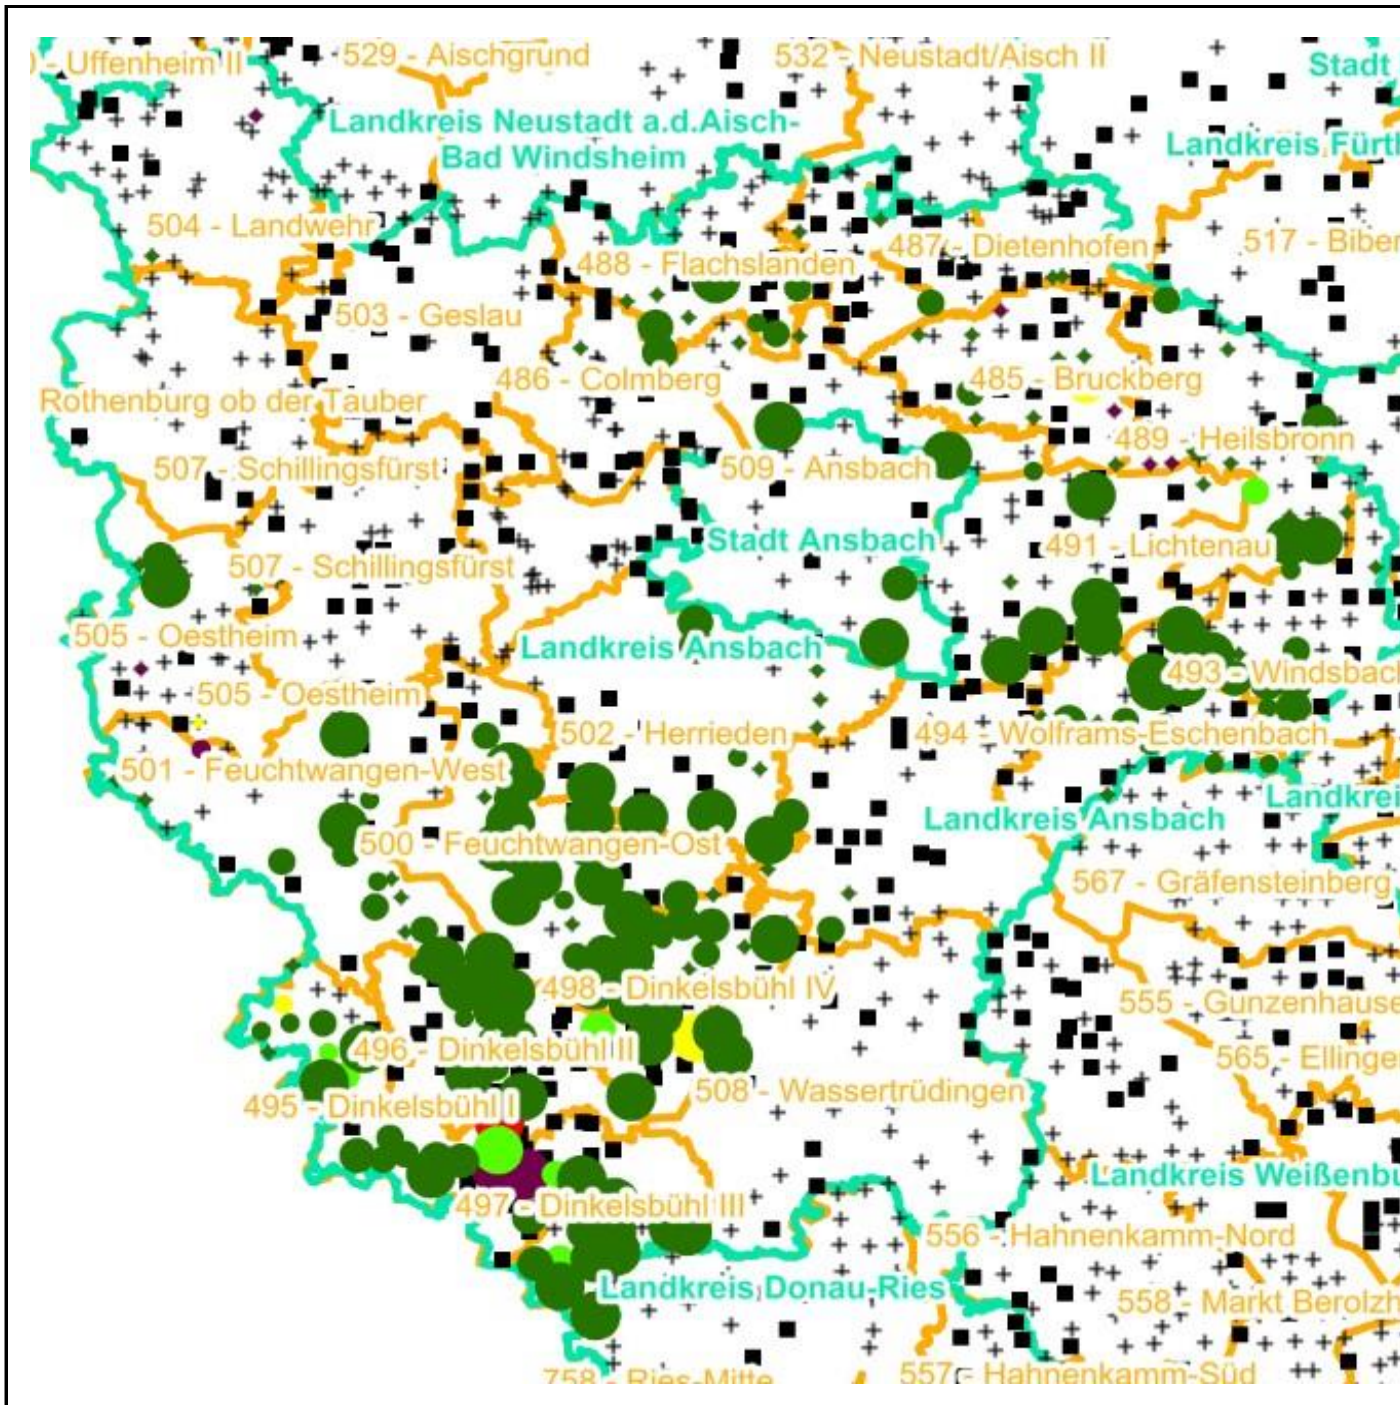 - Uffenheim II
529 - Aischgrund
532 - Neustadt/Aisch II
Stadt
Landkreis Neustadt a.d.Aisch-
Bad Windsheim
Landkreis Fürth
504 - Landwehr
487 - Dietenhofen
517 - Biber
488 - Flachslanden
503 - Geslau
486 - Colmberg
485 - Bruckberg
Rothenburg ob der Tauber
489 - Heilsbronn
507 - Schillingsfürst
509 - Ansbach
Stadt Ansbach
491 - Lichtenau
507 - Schillingsfürst
505 - Oestheim
Landkreis Ansbach
493 - Windsbach
505 - Oestheim
502 - Herrieden
494 - Wolframs-Eschenbach
501 - Feuchtwangen-West
Landkrei
Landkreis Ansbach
500 - Feuchtwangen-Ost
567 - Gräfensteinberg
498 - Dinkelsbühl IV
555 - Gunzenhause
496 - Dinkelsbühl II
565 - Ellinge
508 - Wassertrüdingen
495 - Dinkelsbühl I
Landkreis Weißenbu
497 - Dinkelsbühl III
556 - Hahnenkamm-Nord
Landkreis Donau-Ries
558 - Markt Berolzh
758 - Ries-Mitte
557 - Hahnenkamm-Süd